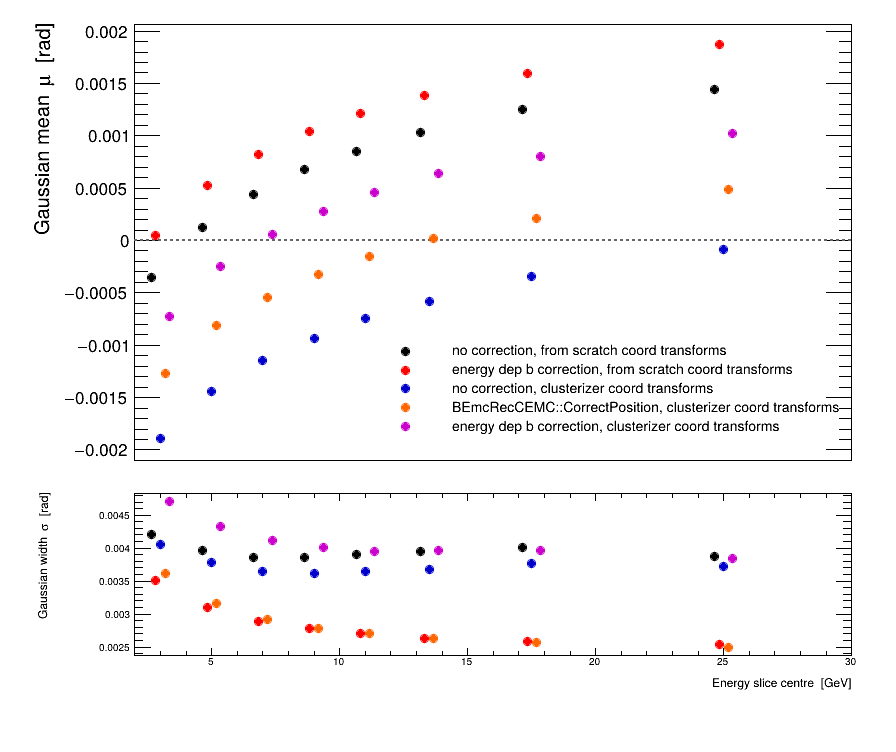 Gaussian mean μ [rad]
0.002
0.0015
0.001
0.0005
0
−0.0005
−0.001
−0.0015
−0.002
no correction, from scratch coord transforms
energy dep b correction, from scratch coord transforms
no correction, clusterizer coord transforms
BEmcRecCEMC::CorrectPosition, clusterizer coord transforms
energy dep b correction, clusterizer coord transforms
Gaussian width σ [rad]
0.0045
0.004
0.0035
0.003
0.0025
5 10 15 20 25 30
Energy slice centre [GeV]